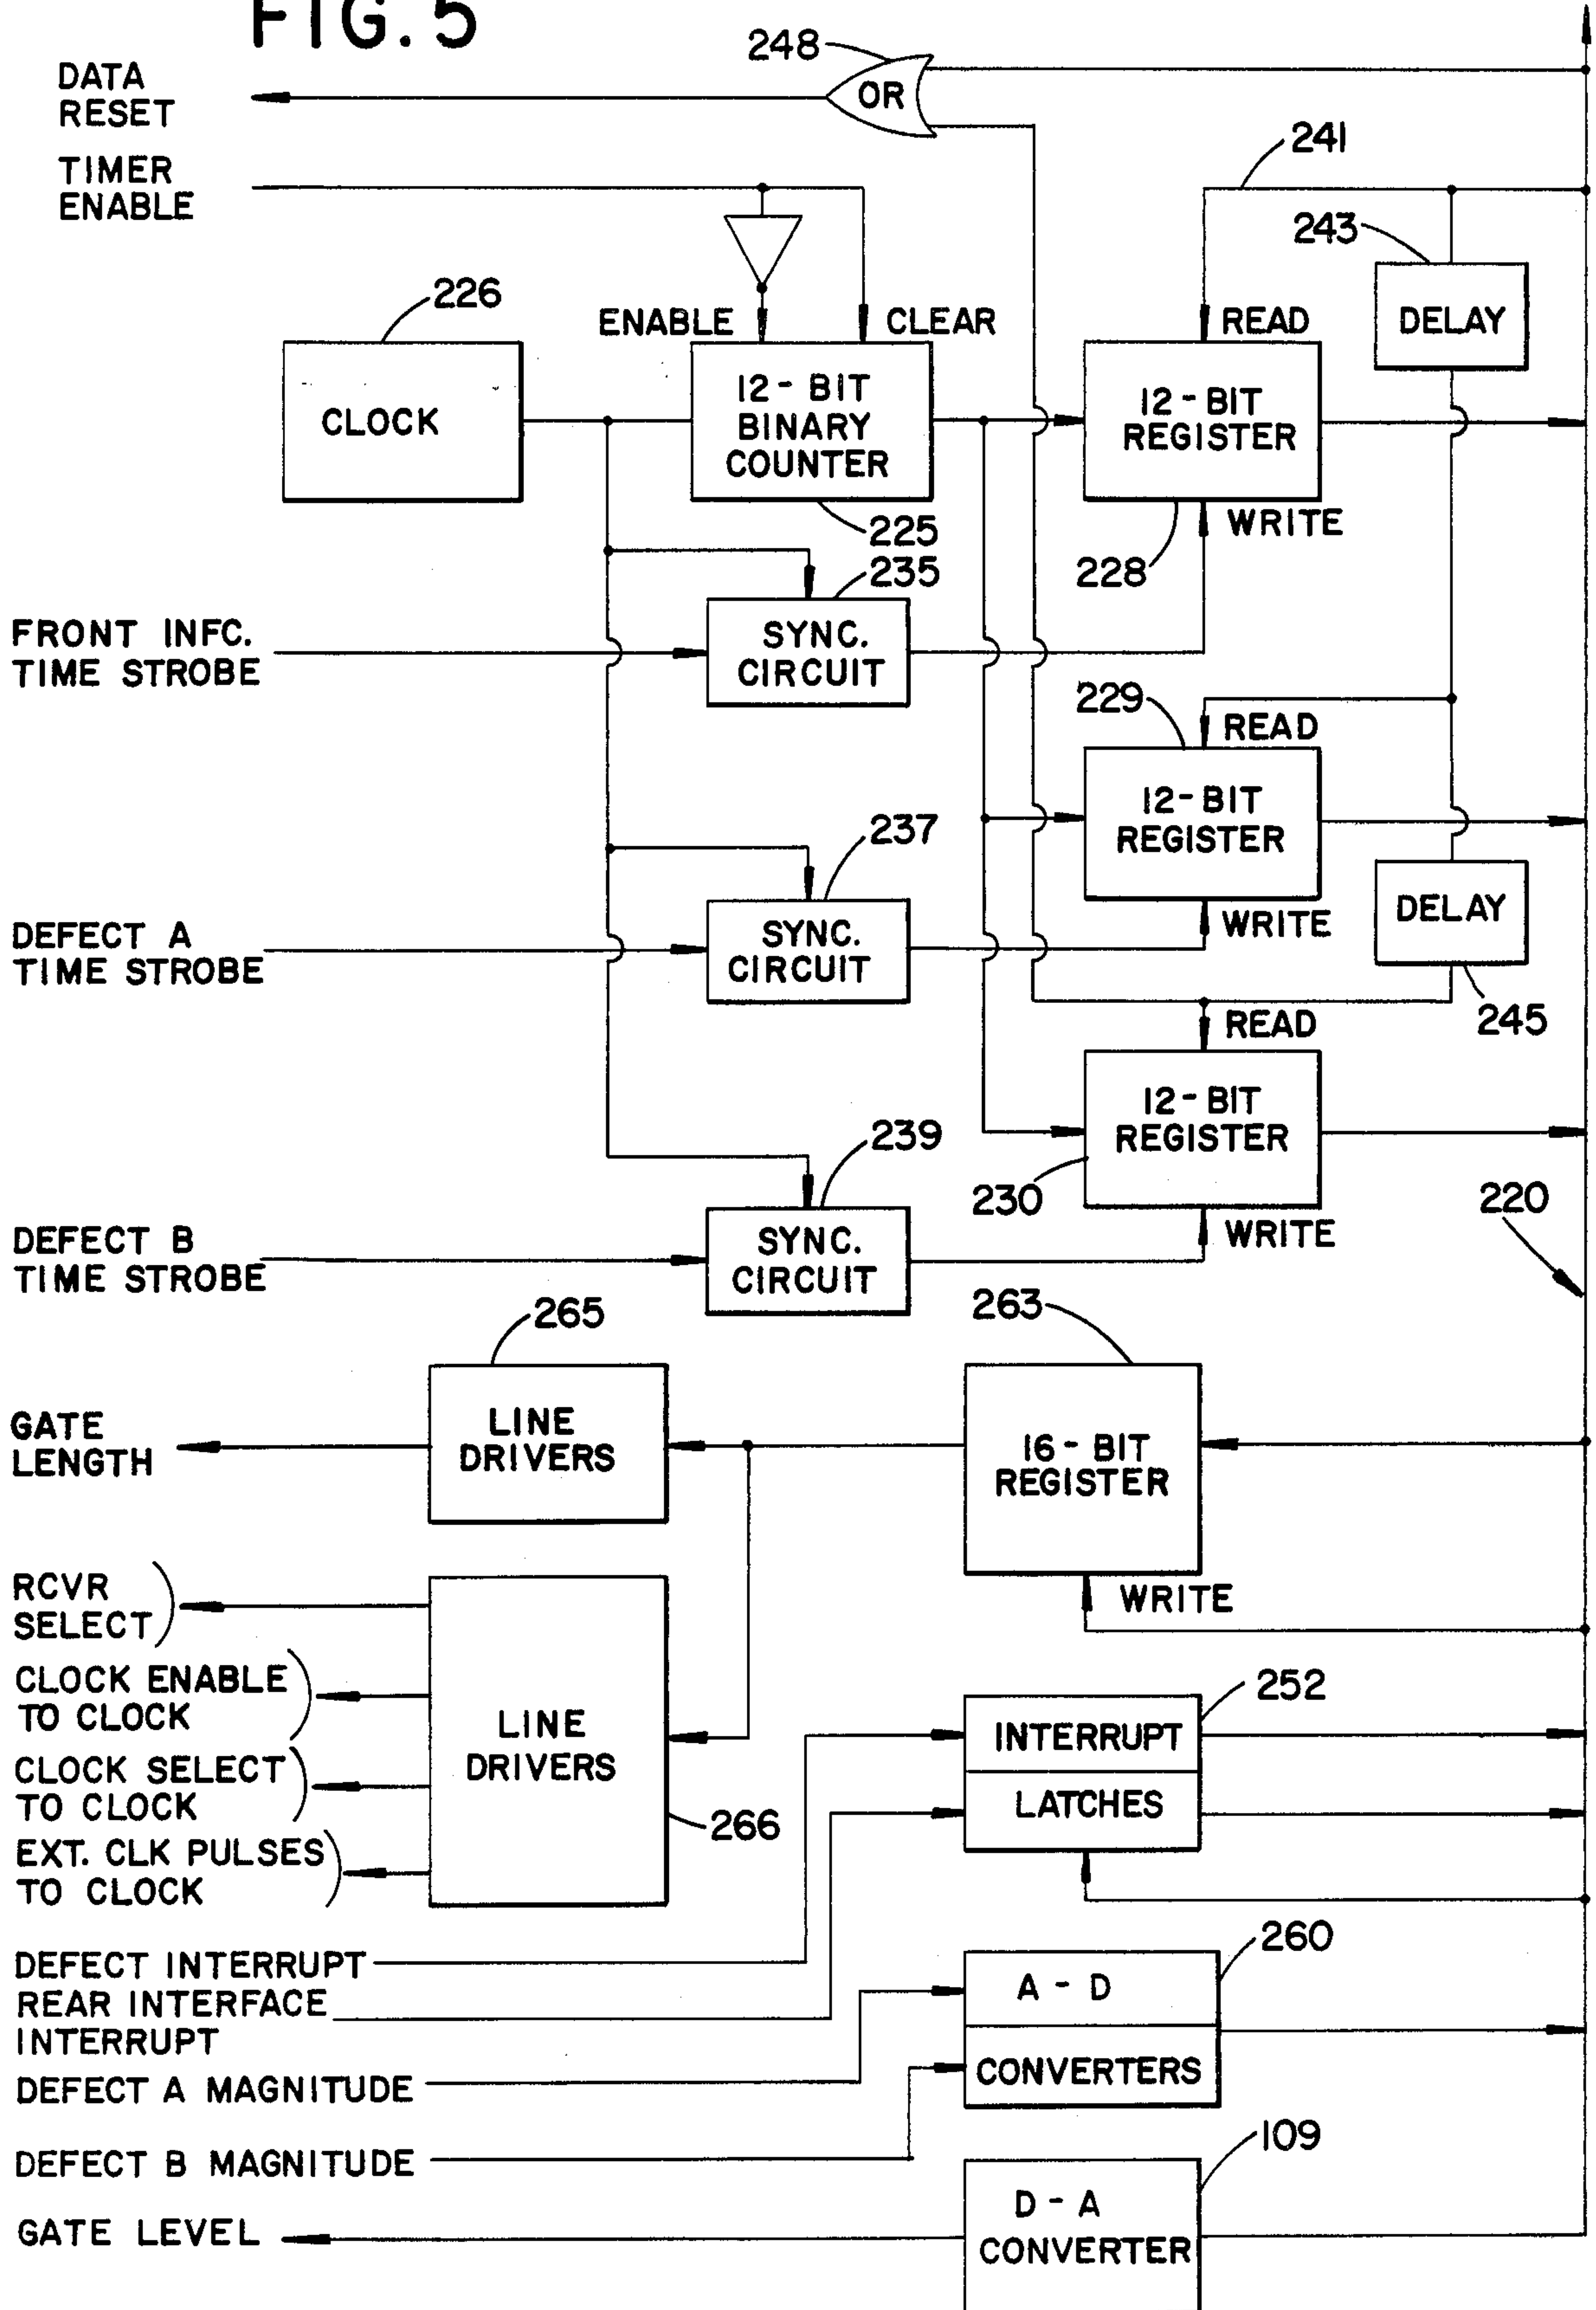 FIG. 5
248
DATA
RESET
OR
241
TIMER
ENABLE
243
226
ENABLE
CLEAR
READ
DELAY
CLOCK
12-BIT
BINARY
COUNTER
12-BIT
REGISTER
225
WRITE
235
228
FRONT INFC.
TIME STROBE
SYNC.
CIRCUIT
229
READ
12-BIT
REGISTER
237
DEFECT A
TIME STROBE
SYNC.
CIRCUIT
WRITE
DELAY
245
READ
12-BIT
REGISTER
239
230
220
WRITE
DEFECT B
TIME STROBE
SYNC.
CIRCUIT
265
263
GATE
LENGTH
LINE
DRIVERS
16-BIT
REGISTER
RCVR
SELECT
WRITE
CLOCK ENABLE
TO CLOCK
LINE
DRIVERS
252
INTERRUPT
LATCHES
CLOCK SELECT
TO CLOCK
266
EXT. CLK PULSES
TO CLOCK
260
DEFECT INTERRUPT
REAR INTERFACE
INTERRUPT
A-D
CONVERTERS
DEFECT A MAGNITUDE
109
DEFECT B MAGNITUDE
D-A
CONVERTER
GATE LEVEL